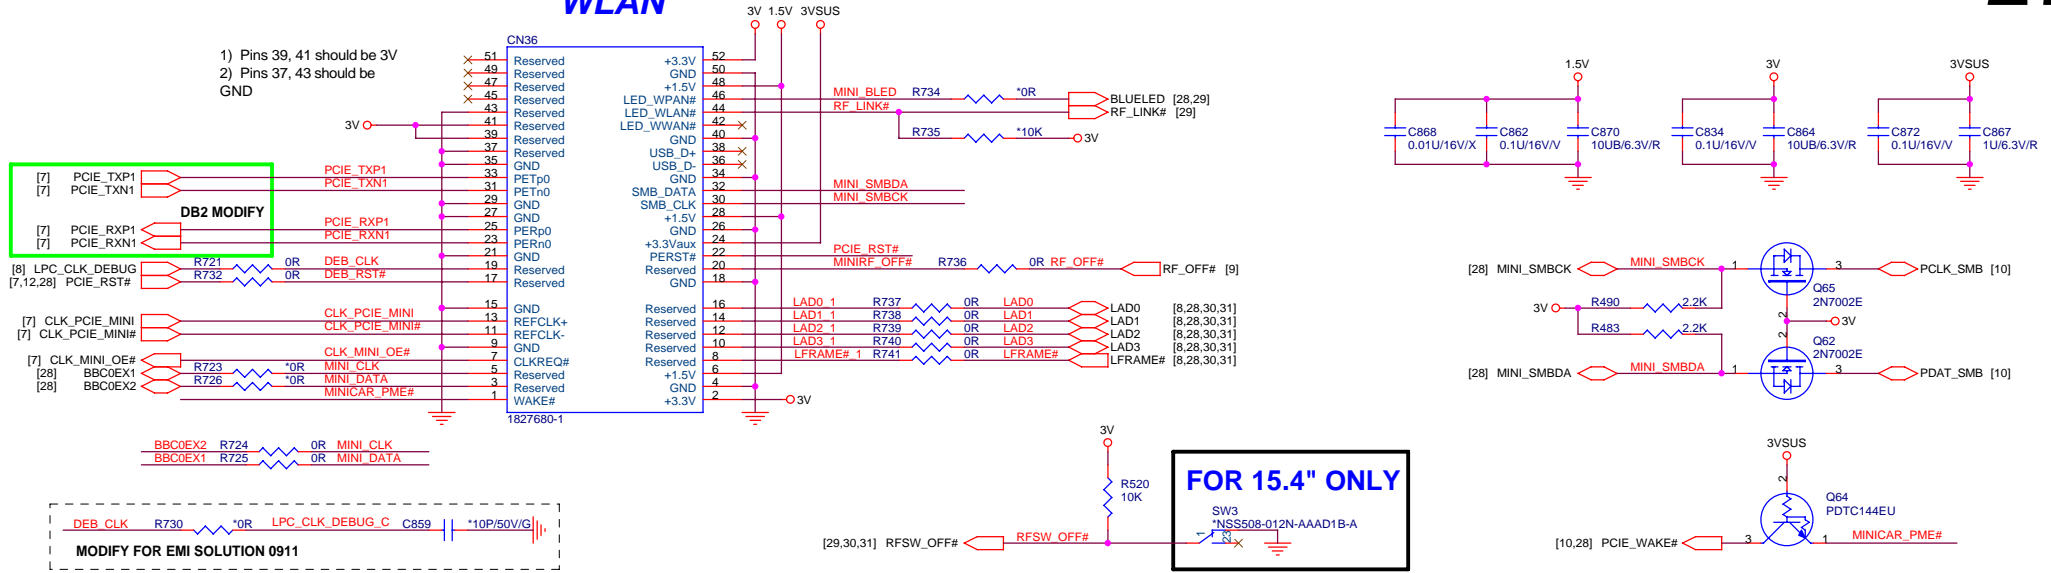 WLAN
3V 1.5V 3VSUS
1) Pins 39, 41 should be 3V
2) Pins 37, 43 should be
GND
CN36
51 Reserved +3.3V 52
49 Reserved GND 50
47 Reserved +1.5V 48
45 Reserved LED_WPAN# 46 MINI_BLED R734 *0R BLUELED [28,29]
43 Reserved LED_WLAN# 44 RF_LINK# RF_LINK# [29]
3V 41 Reserved LED_WWAN# 42
39 Reserved GND 40 R735 *10K 3V
37 Reserved USB_D+ 38
35 GND USB_D- 36
[7] PCIE_TXP1 PCIE_TXP1 33 PETp0 GND 34
[7] PCIE_TXN1 PCIE_TXN1 31 PETn0 SMB_DATA 32 MINI_SMBDA
DB2 MODIFY 29 GND SMB_CLK 30 MINI_SMBCK
27 GND +1.5V 28
[7] PCIE_RXP1 PCIE_RXP1 25 PERp0 GND 26
[7] PCIE_RXN1 PCIE_RXN1 23 PERn0 +3.3Vaux 24
21 GND PERST# 22 PCIE_RST#
[8] LPC_CLK_DEBUG R721 0R DEB_CLK 19 Reserved Reserved 20 MINIRF_OFF# R736 0R RF_OFF# RF_OFF# [9]
[7,12,28] PCIE_RST# R732 0R DEB_RST# 17 Reserved GND 18
15 GND Reserved 16 LAD0_1 R737 0R LAD0 LAD0 [8,28,30,31]
[7] CLK_PCIE_MINI CLK_PCIE_MINI 13 REFCLK+ Reserved 14 LAD1_1 R738 0R LAD1 LAD1 [8,28,30,31]
[7] CLK_PCIE_MINI# CLK_PCIE_MINI# 11 REFCLK- Reserved 12 LAD2_1 R739 0R LAD2 LAD2 [8,28,30,31]
9 GND Reserved 10 LAD3_1 R740 0R LAD3 LAD3 [8,28,30,31]
[7] CLK_MINI_OE# CLK_MINI_OE# 7 CLKREQ# Reserved 8 LFRAME#_1 R741 0R LFRAME# LFRAME# [8,28,30,31]
[28] BBC0EX1 R723 *0R MINI_CLK 5 Reserved +1.5V 6
[28] BBC0EX2 R726 *0R MINI_DATA 3 Reserved GND 4
MINICAR_PME# 1 WAKE# +3.3V 2 3V
1827680-1
BBC0EX2 R724 0R MINI_CLK
BBC0EX1 R725 0R MINI_DATA
DEB_CLK R730 *0R LPC_CLK_DEBUG_C C859 *10P/50V/G
MODIFY FOR EMI SOLUTION 0911
1.5V 3V 3VSUS
C868 C862 C870 C834 C864 C872 C867
0.01U/16V/X 0.1U/16V/V 10UB/6.3V/R 0.1U/16V/V 10UB/6.3V/R 0.1U/16V/V 1U/6.3V/R
[28] MINI_SMBCK MINI_SMBCK 1 3 PCLK_SMB [10]
Q65
2N7002E
3V R490 2.2K
2 3V
R483 2.2K
2
Q62
2N7002E
[28] MINI_SMBDA MINI_SMBDA 1 3 PDAT_SMB [10]
3V
R520
10K
FOR 15.4" ONLY
SW3
*NSS508-012N-AAAD1B-A
1 2 3
[29,30,31] RFSW_OFF# RFSW_OFF#
3VSUS
2
Q64
PDTC144EU
[10,28] PCIE_WAKE# 3 1 MINICAR_PME#